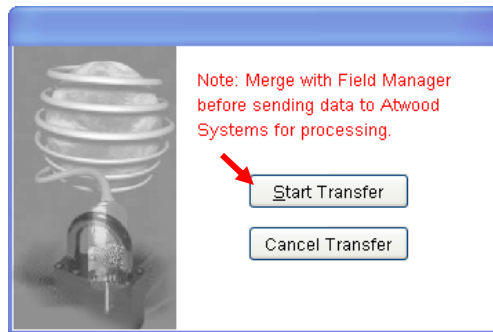 Note: Merge with Field Manager
before sending data to Atwood
Systems for processing.
Start Transfer
Cancel Transfer